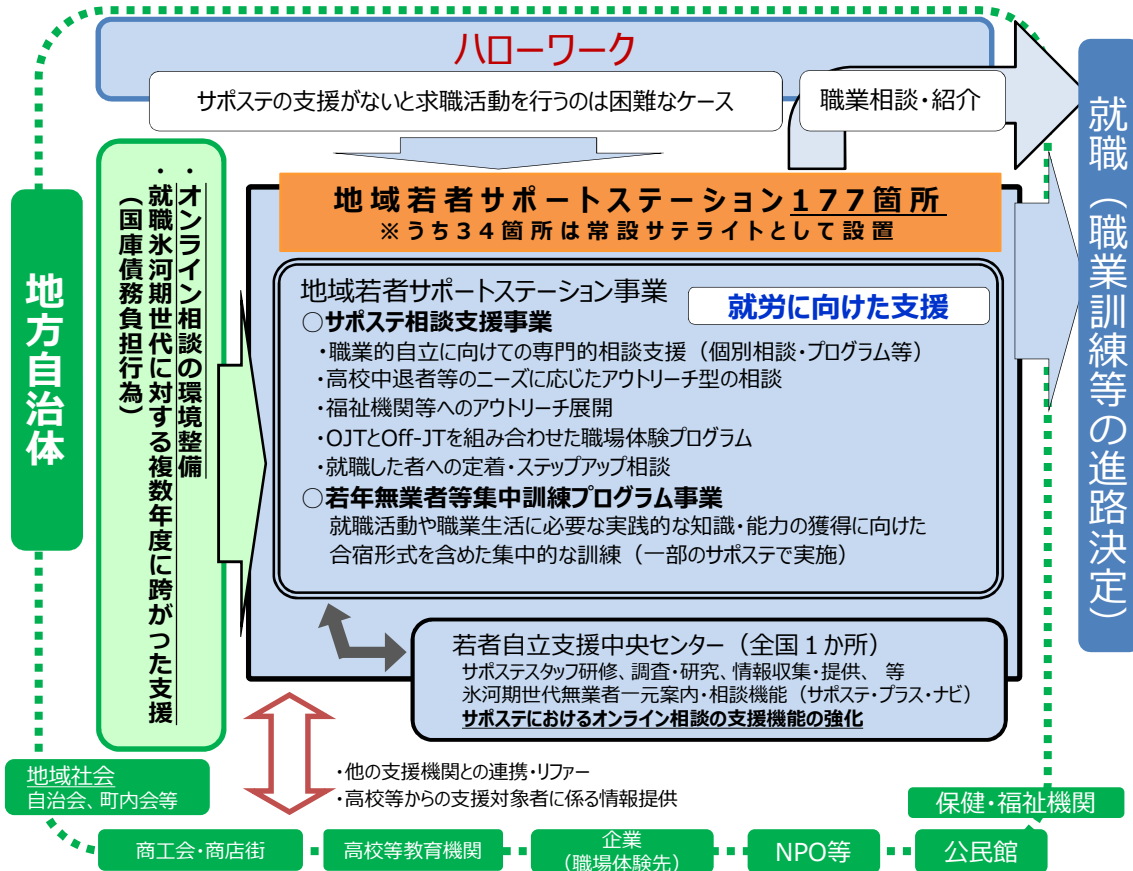 ハローワーク
サポステの支援がないと求職活動を行うのは困難なケース
職業相談・紹介
就職（職業訓練等の進路決定）
地方自治体
・オンライン相談の環境整備
・就職氷河期世代に対する複数年度に跨がった支援
（国庫債務負担行為）
地域若者サポートステーション177箇所
※うち34箇所は常設サテライトとして設置
地域若者サポートステーション事業
就労に向けた支援
○サポステ相談支援事業
・職業的自立に向けての専門的相談支援（個別相談・プログラム等）
・高校中退者等のニーズに応じたアウトリーチ型の相談
・福祉機関等へのアウトリーチ展開
・OJTとOff-JTを組み合わせた職場体験プログラム
・就職した者への定着・ステップアップ相談
○若年無業者等集中訓練プログラム事業
就職活動や職業生活に必要な実践的な知識・能力の獲得に向けた
合宿形式を含めた集中的な訓練（一部のサポステで実施）
若者自立支援中央センター（全国１か所）
サポステスタッフ研修、調査・研究、情報収集・提供、 等
氷河期世代無業者一元案内・相談機能（サポステ・プラス・ナビ）
サポステにおけるオンライン相談の支援機能の強化
・他の支援機関との連携・リファー
・高校等からの支援対象者に係る情報提供
地域社会
自治会、町内会等
商工会・商店街
高校等教育機関
企業
（職場体験先）
NPO等
公民館
保健・福祉機関